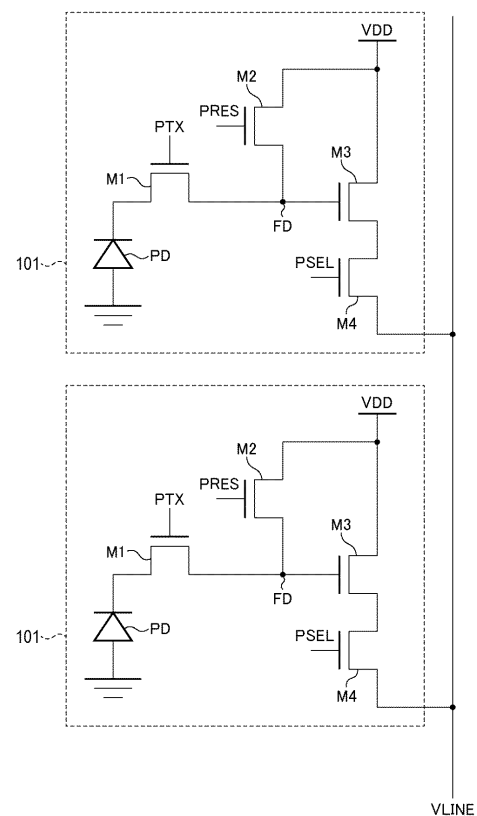 VDD
M2
PRES
PTX
M3
M1
FD
PD
PSEL
101
M4
VDD
M2
PRES
PTX
M3
M1
FD
PD
PSEL
101
M4
VLINE